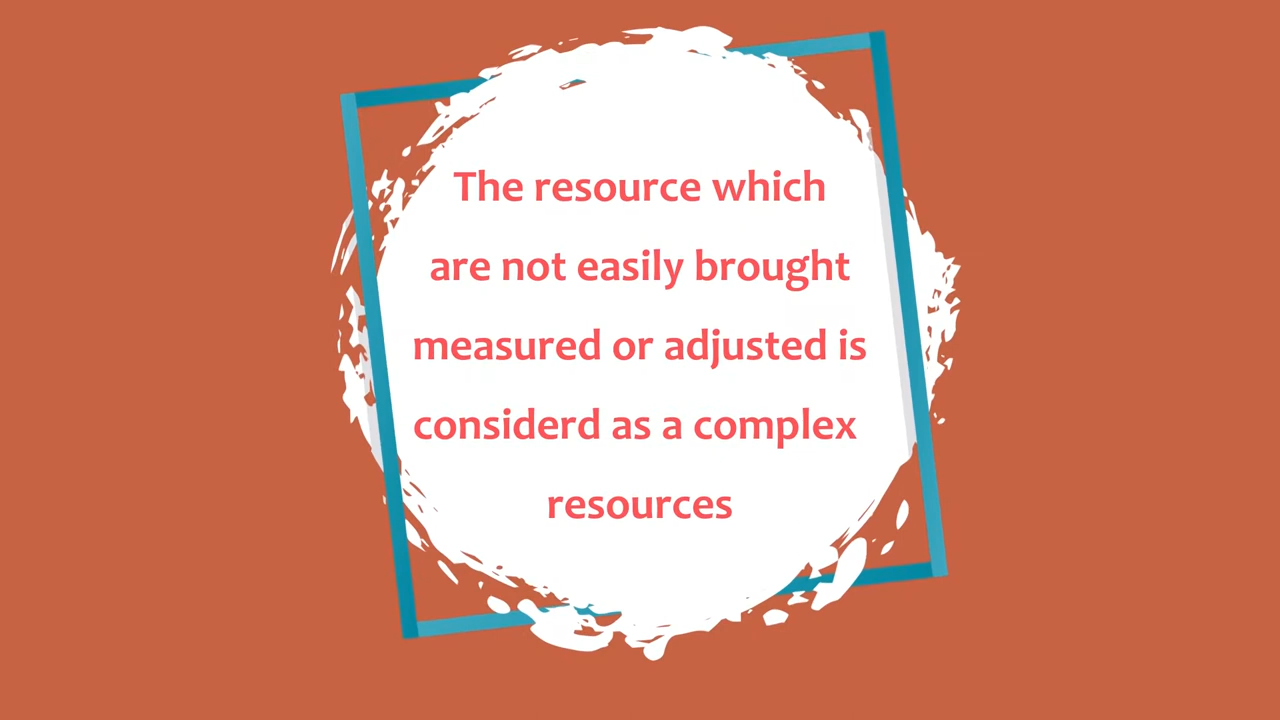 The resource which
are not easily brought
measured or adjusted is
considerd as a complex
resources